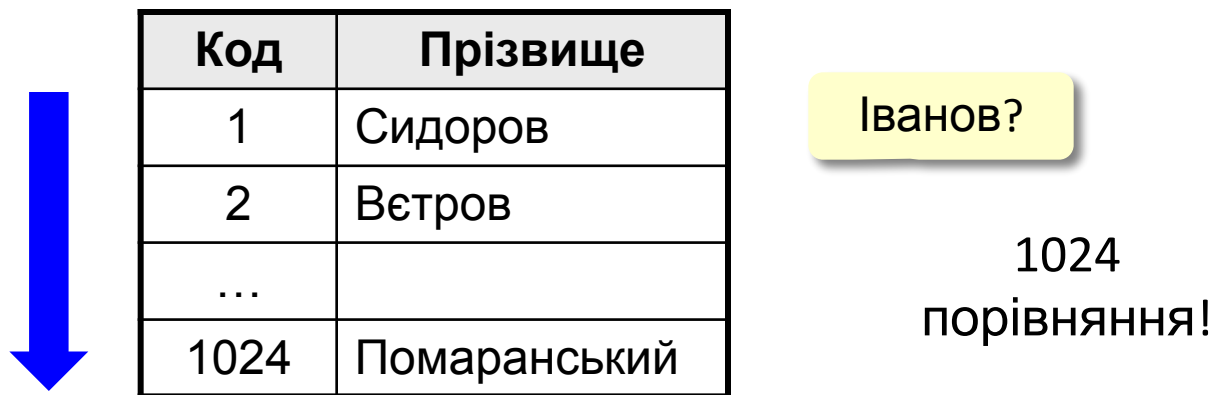 Код Прізвище
1 Сидоров
2 Вєтров
…
1024 Помаранський
Іванов?
1024
порівняння!